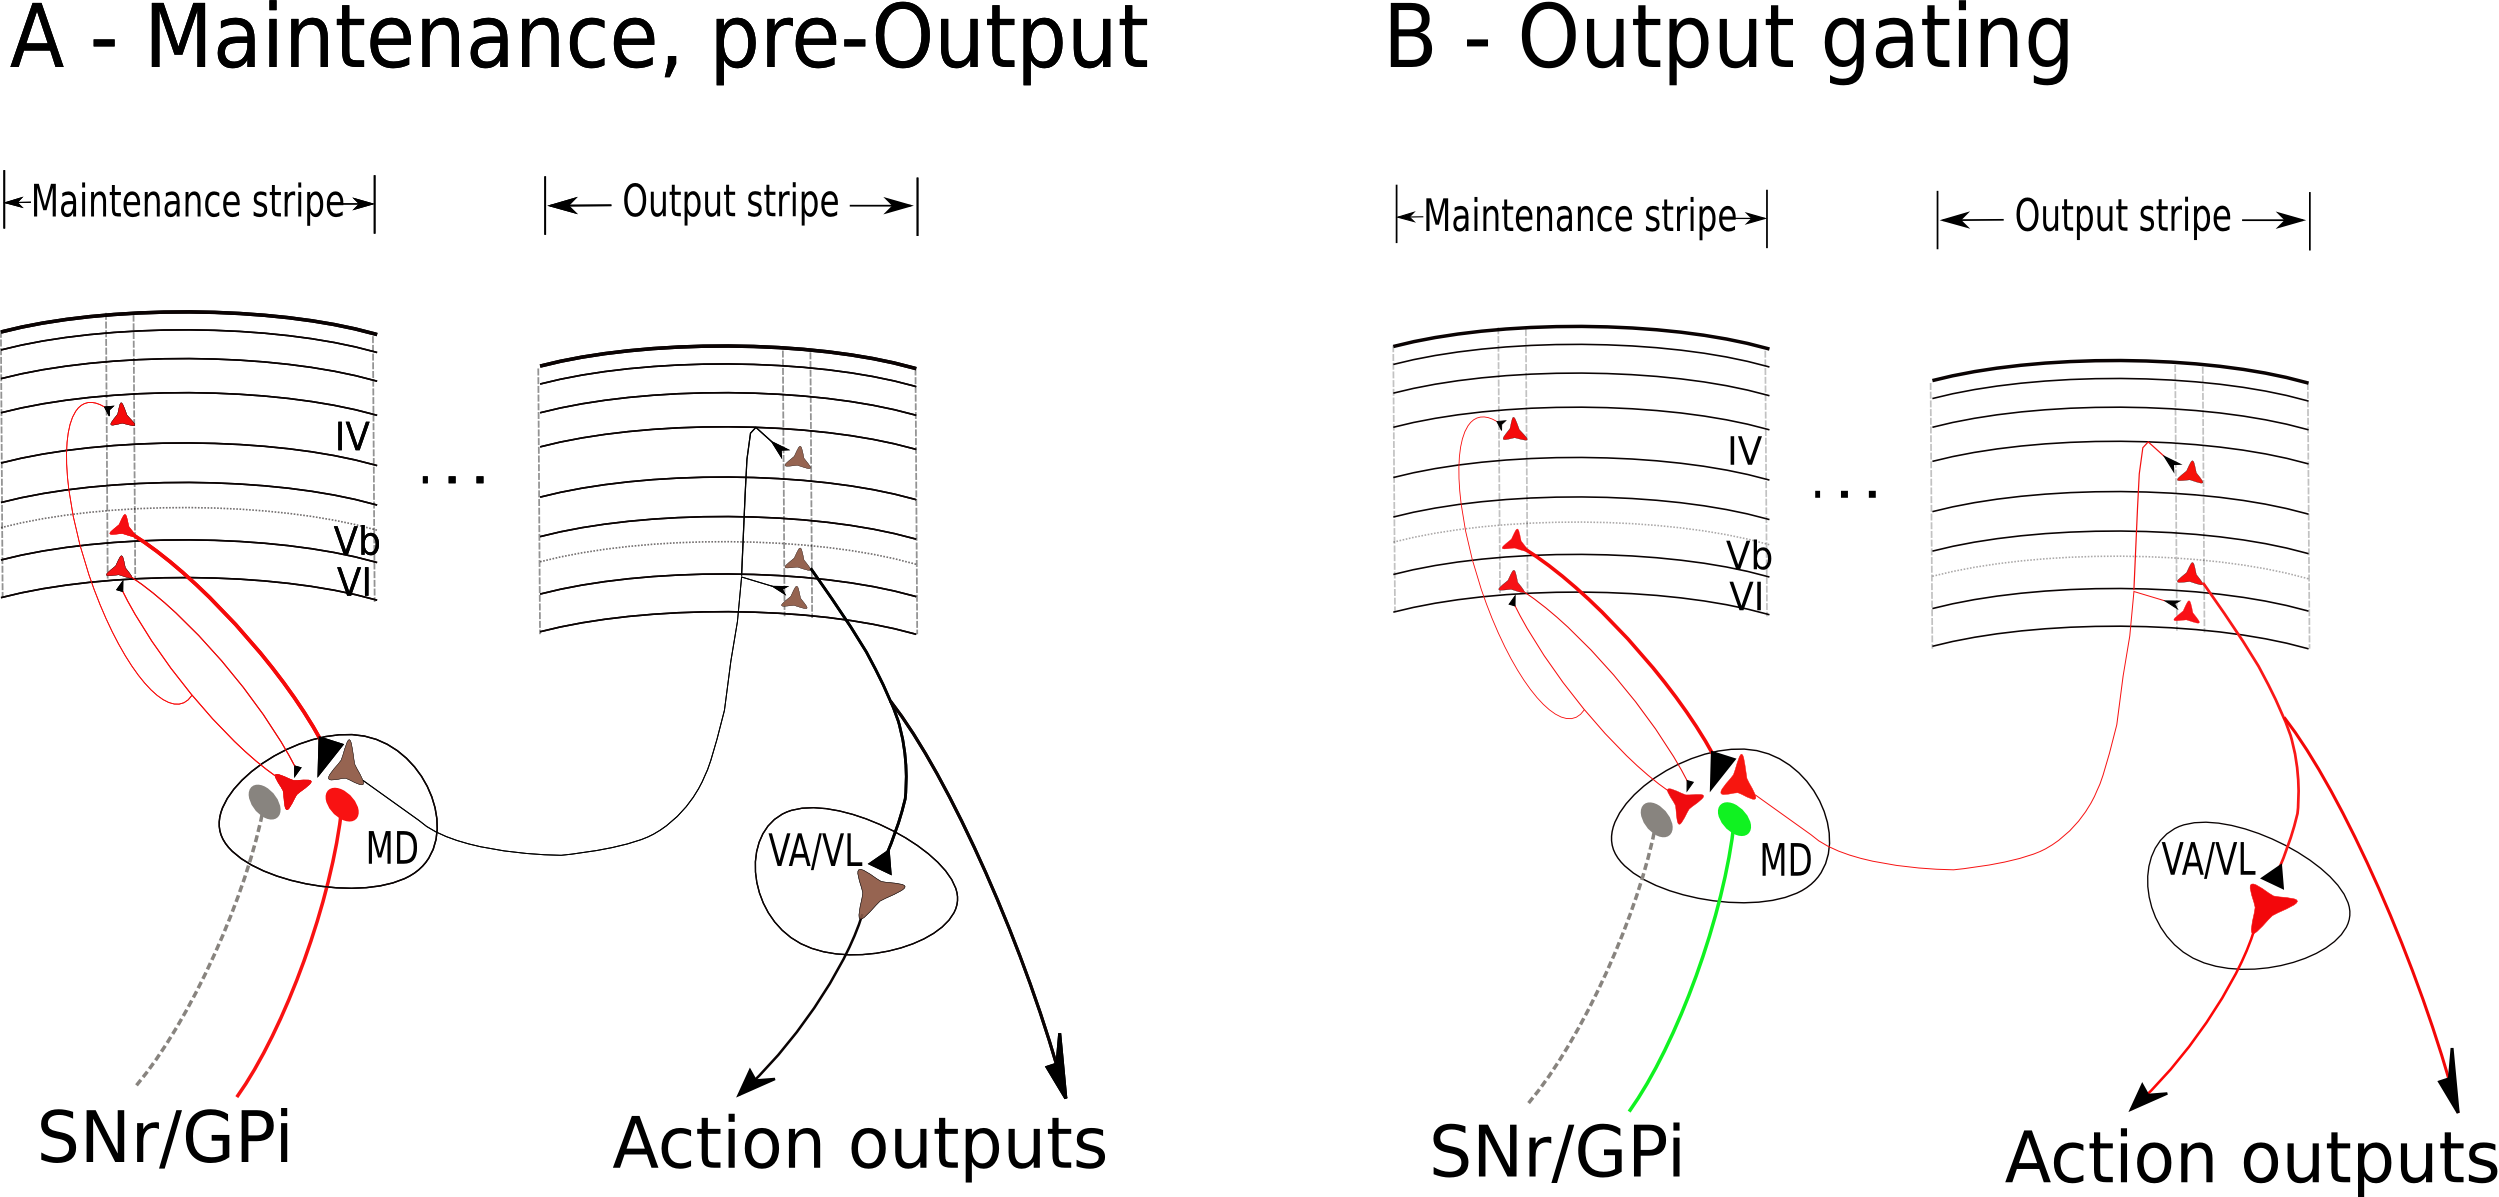 A - Maintenance, pre-Output
Maintenance stripe
Output stripe
IV
Vb
VI
. . .
MD
VA/VL
SNr/GPi
Action outputs
B - Output gating
Maintenance stripe
Output stripe
IV
Vb
VI
. . .
MD
VA/VL
SNr/GPi
Action outputs